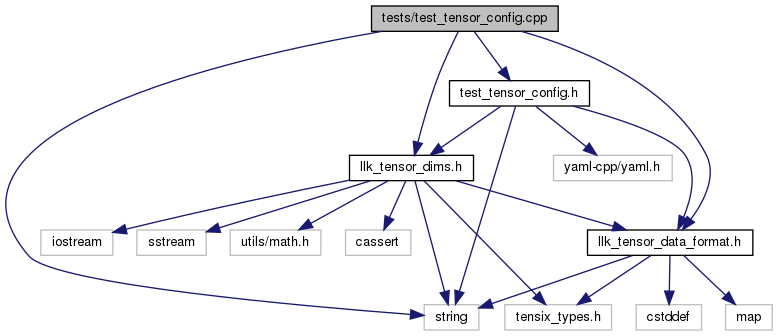 tests/test_tensor_config.cpp
test_tensor_config.h
llk_tensor_dims.h
yaml-cpp/yaml.h
iostream
sstream
utils/math.h
cassert
llk_tensor_data_format.h
string
tensix_types.h
cstddef
map